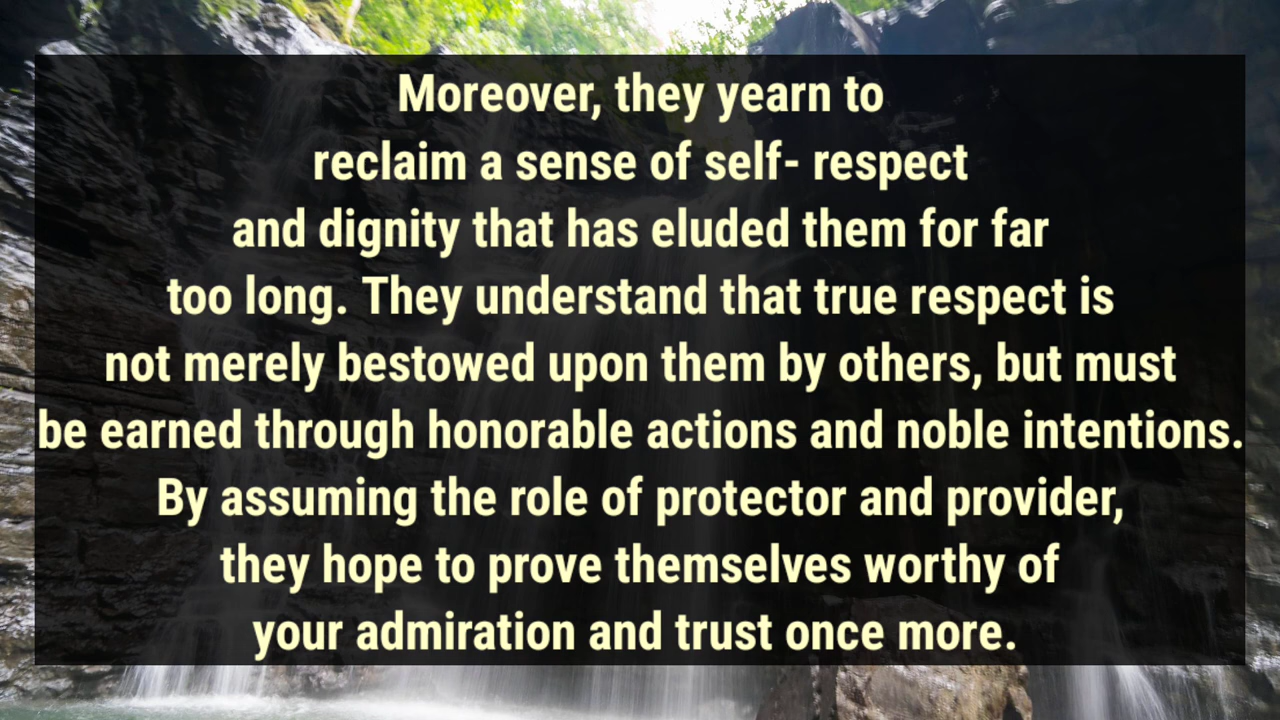 Moreover, they yearn to
reclaim a sense of self- respect
and dignity that has eluded them for far
too long. They understand that true respect is
not merely bestowed upon them by others, but must
be earned through honorable actions and noble intentions.
By assuming the role of protector and provider,
they hope to prove themselves worthy of
your admiration and trust once more.